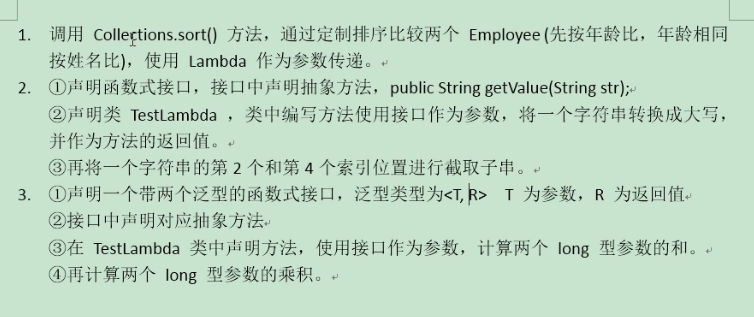 1. 调用 Collections.sort() 方法，通过定制排序比较两个 Employee(先按年龄比，年龄相同
按姓名比)，使用 Lambda 作为参数传递。
2. ①声明函数式接口，接口中声明抽象方法，public String getValue(String str);
②声明类 TestLambda ，类中编写方法使用接口作为参数，将一个字符串转换成大写，
并作为方法的返回值。
③再将一个字符串的第 2 个和第 4 个索引位置进行截取子串。
3. ①声明一个带两个泛型的函数式接口，泛型类型为<T, R> T 为参数，R 为返回值
②接口中声明对应抽象方法
③在 TestLambda 类中声明方法，使用接口作为参数，计算两个 long 型参数的和。
④再计算两个 long 型参数的乘积。